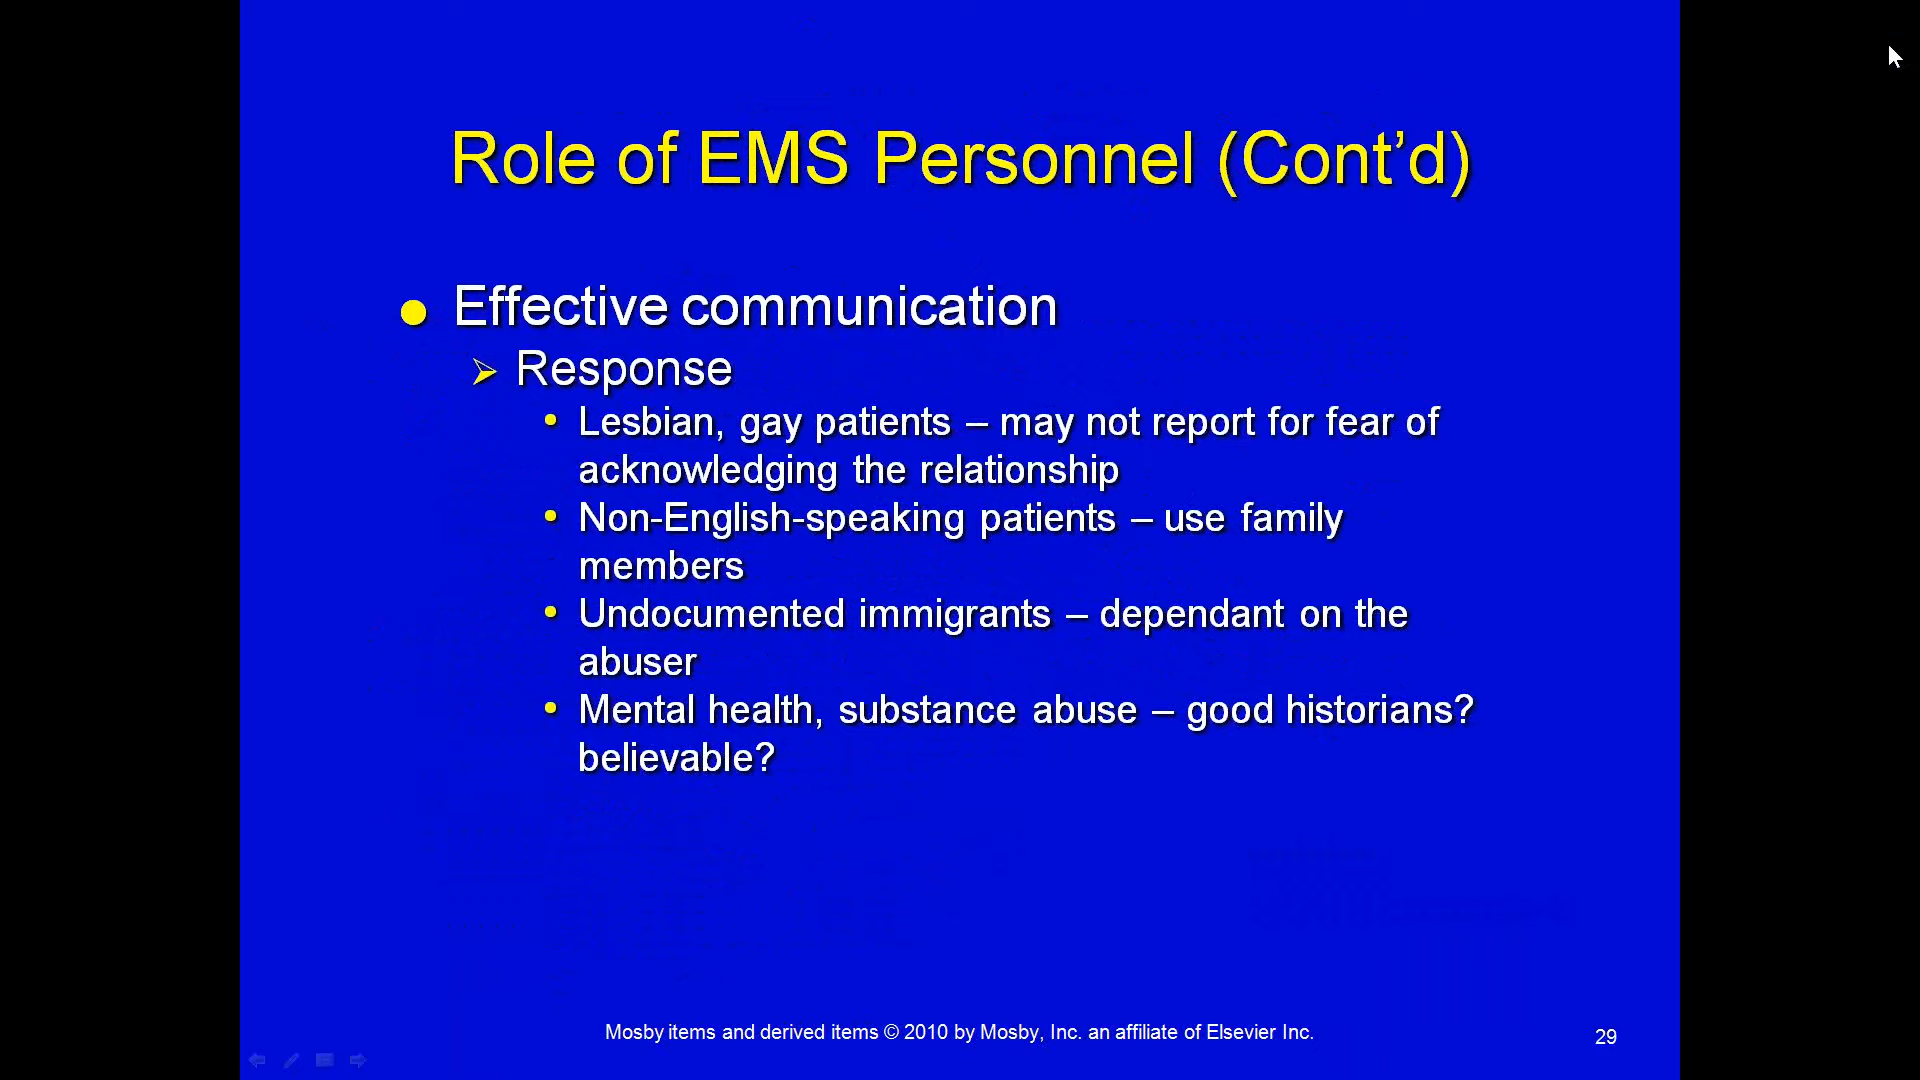 Role of EMS Personnel (Cont’d)
Effective communication
Response
Lesbian, gay patients – may not report for fear of
acknowledging the relationship
Non-English-speaking patients – use family
members
Undocumented immigrants – dependant on the
abuser
Mental health, substance abuse – good historians?
believable?
Mosby items and derived items © 2010 by Mosby, Inc. an affiliate of Elsevier Inc.
29